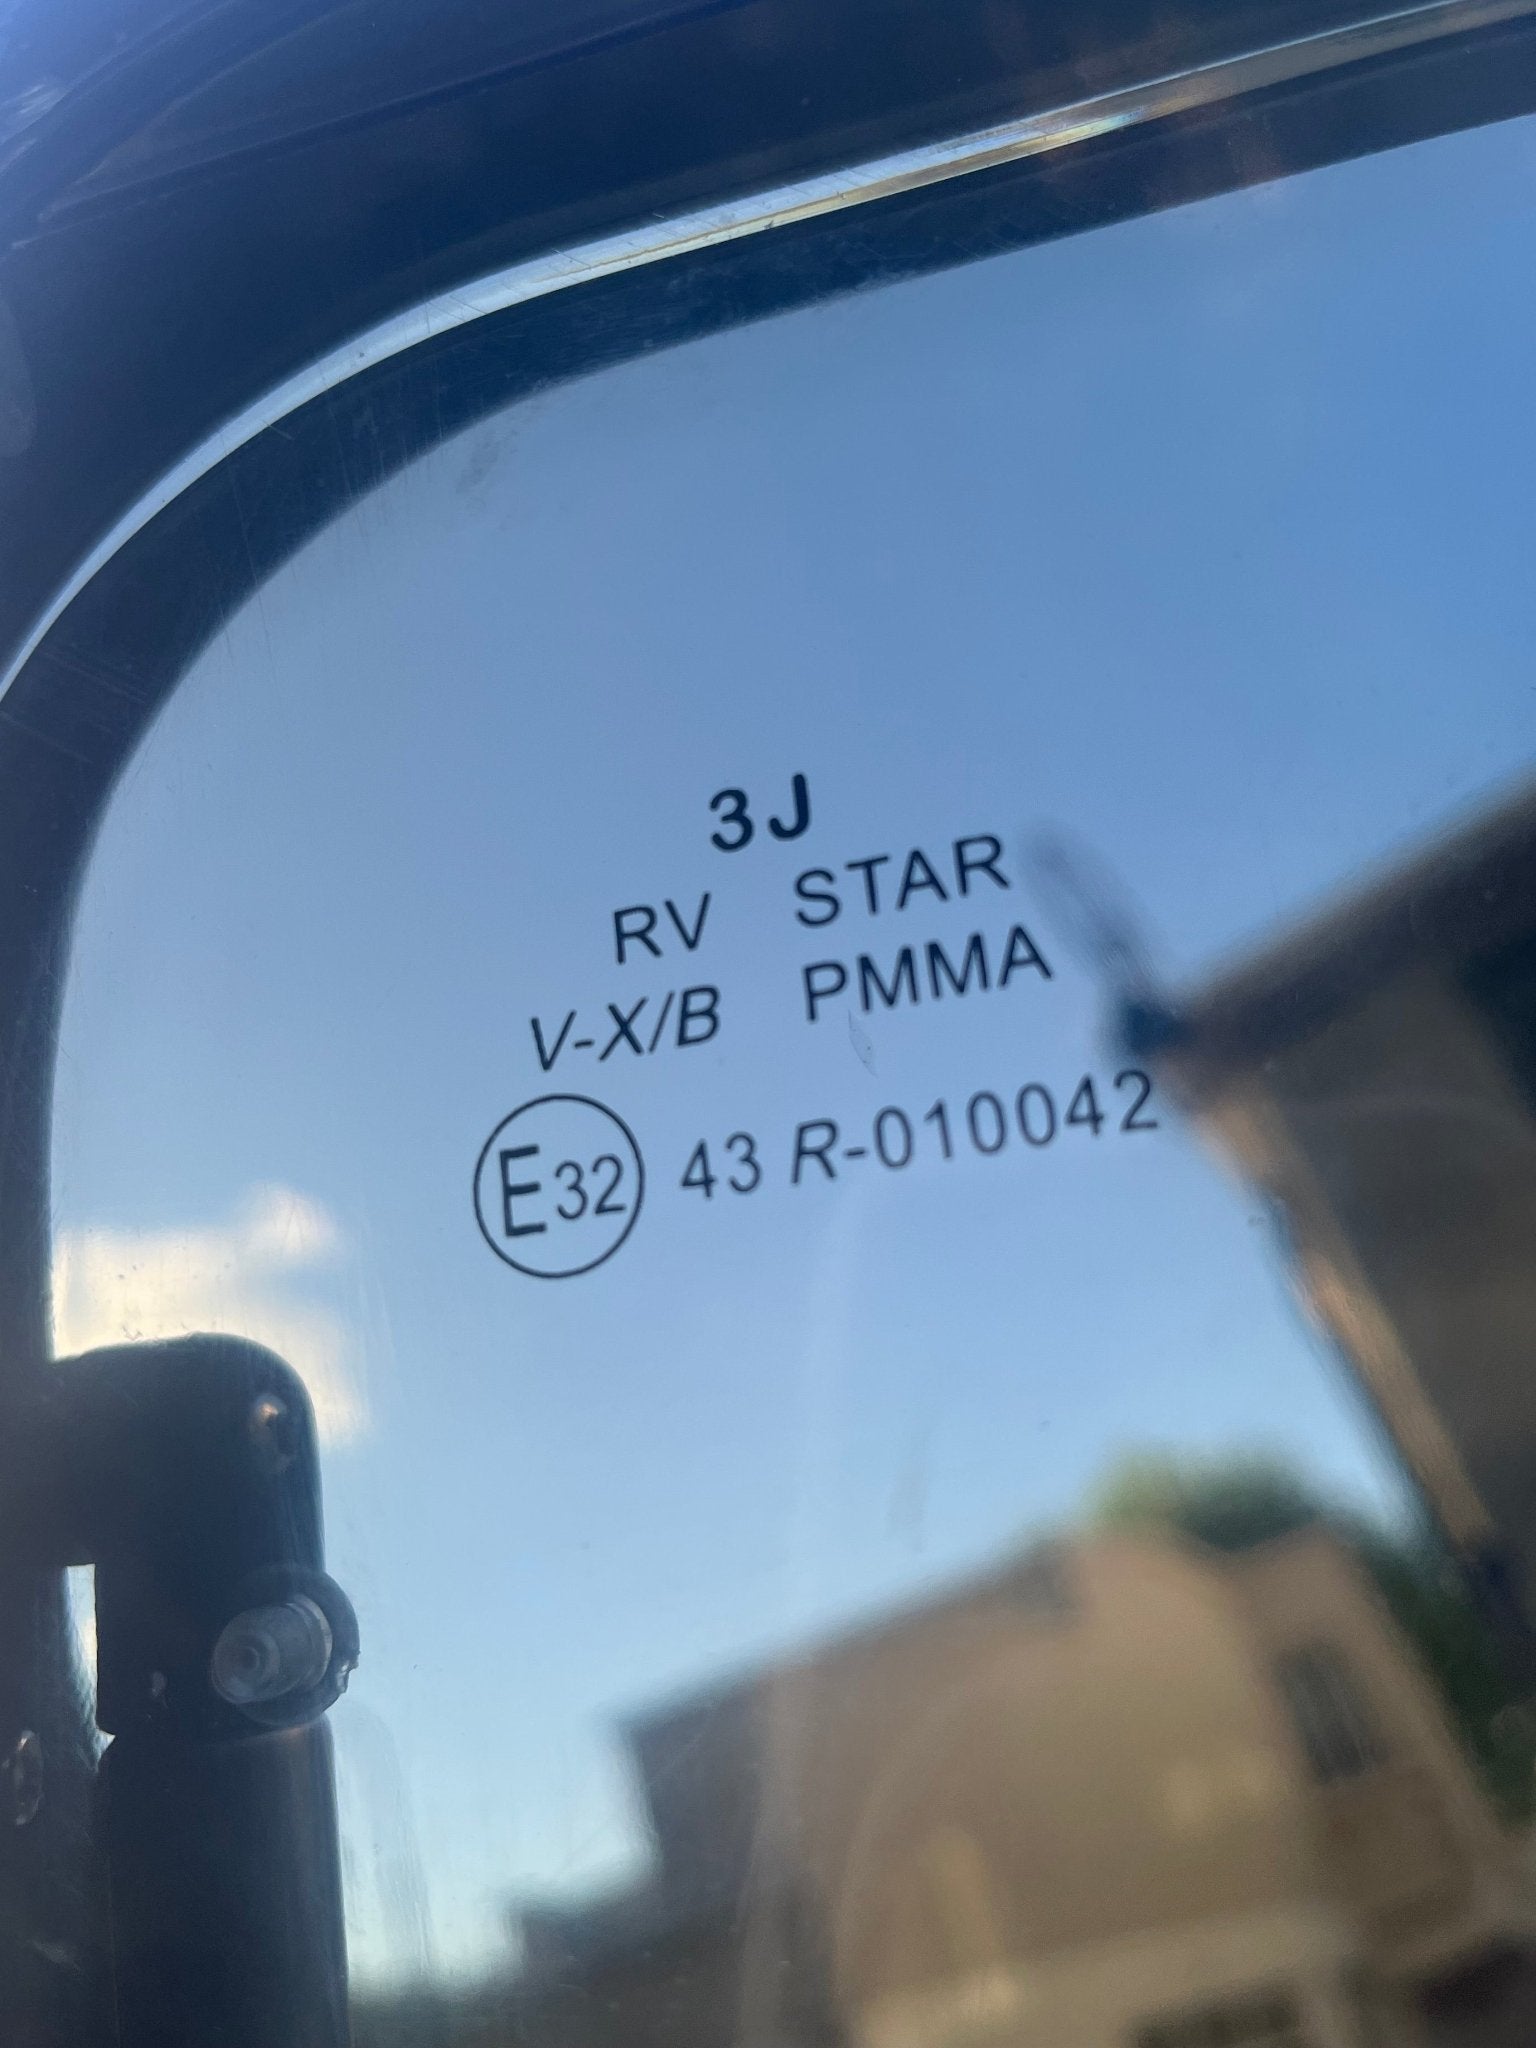 3J
RV STAR
V-X/B PMMA
E32 43 R-010042